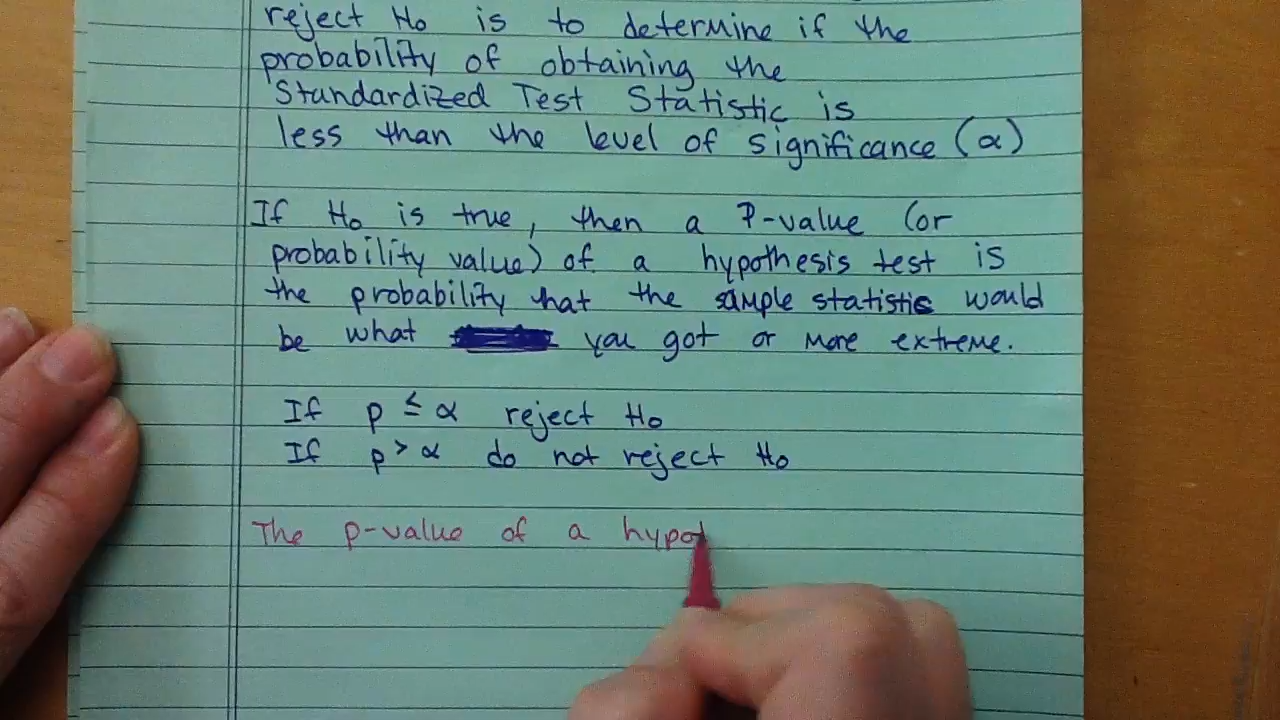 reject Ho is to determine if the
probability of obtaining the
Standardized Test Statistic is
less than the level of significance (α)
If Ho is true, then a P-value (or
probability value) of a hypothesis test is
the probability that the sample statistic would
be what you got or more extreme.
If p ≤ α reject Ho
If p > α do not reject Ho
The p-value of a hypot